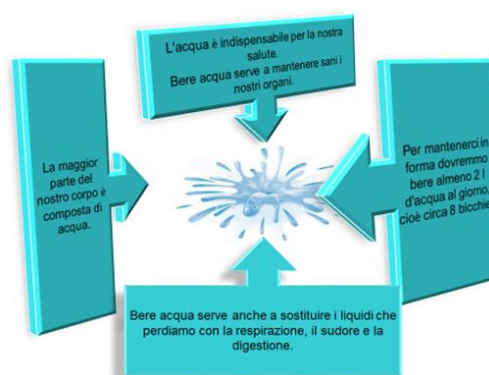 L'acqua è indispensabile per la nostra
salute.
Bere acqua serve a mantenere sani i
nostri organi.
La maggior
parte del
nostro corpo è
composta di
acqua.
Per mantenerci in
forma dovremmo
bere almeno 2 l
d'acqua al giorno,
cioè circa 8 bicchie
Bere acqua serve anche a sostituire i liquidi che
perdiamo con la respirazione, il sudore e la
digestione.